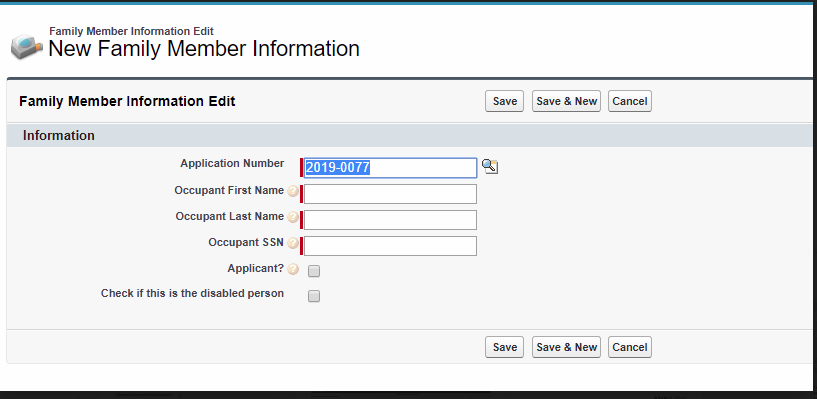 Family Member Information Edit
New Family Member Information
Family Member Information Edit Save Save & New Cancel
Information
Application Number 2019-0077
Occupant First Name ?
Occupant Last Name ?
Occupant SSN ?
Applicant? ?
Check if this is the disabled person
Save Save & New Cancel